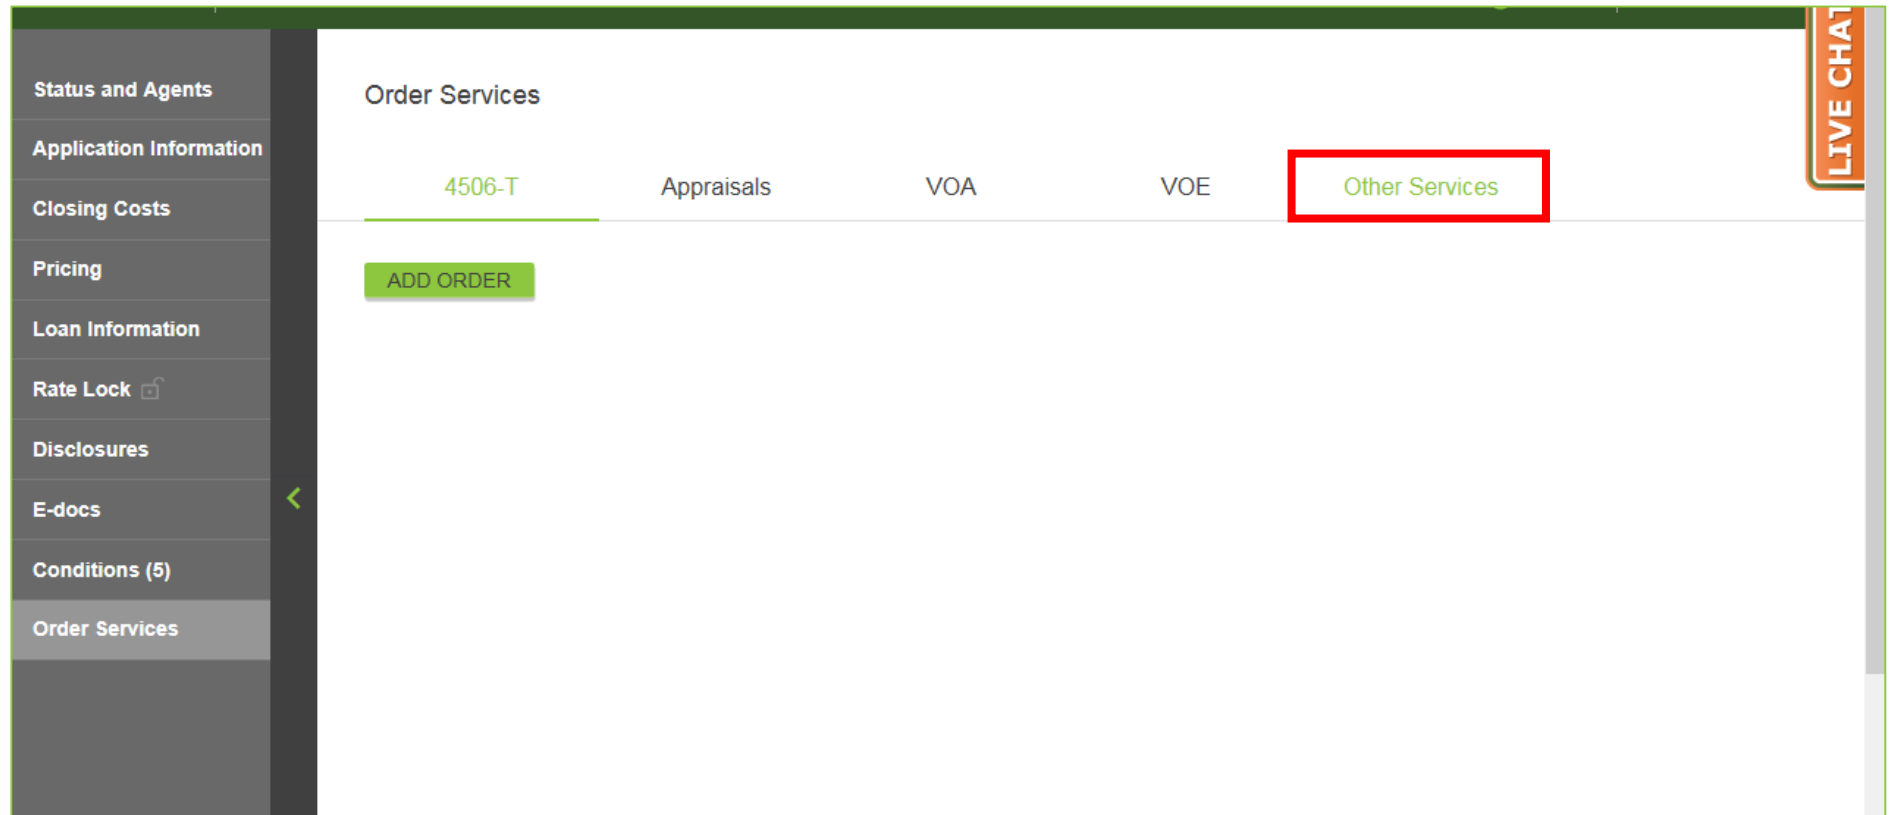 Status and Agents
Application Information
Closing Costs
Pricing
Loan Information
Rate Lock
Disclosures
E-docs
Conditions (5)
Order Services
Order Services
4506-T Appraisals VOA VOE Other Services
ADD ORDER
LIVE CHAT